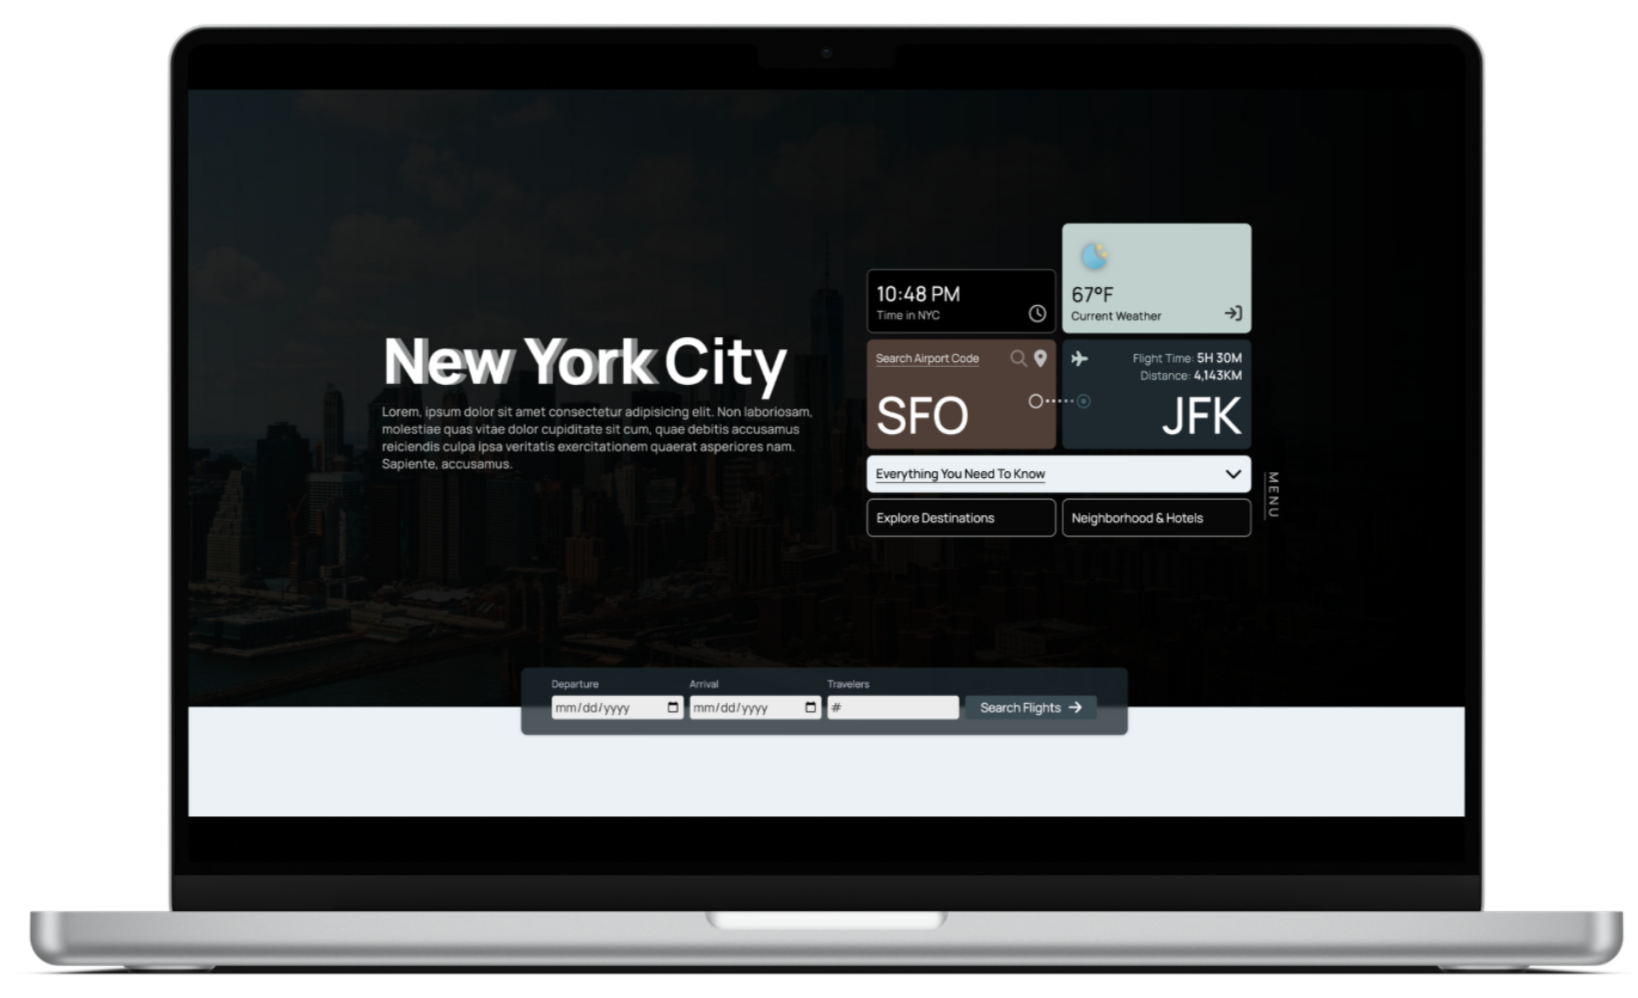 New York City
Lorem, ipsum dolor sit amet consectetur adipisicing elit. Non laboriosam,
molestiae quas vitae dolor cupiditate sit cum, quae debitis accusamus
reiciendis culpa ipsa veritatis exercitationem quaerat asperiores nam.
Sapiente, accusamus.
10:48 PM
Time in NYC
67°F
Current Weather
Search Airport Code
SFO
Flight Time: 5H 30M
Distance: 4,143KM
JFK
Everything You Need To Know
Explore Destinations
Neighborhood & Hotels
MENU
Departure
mm/dd/yyyy
Arrival
mm/dd/yyyy
Travelers
#
Search Flights